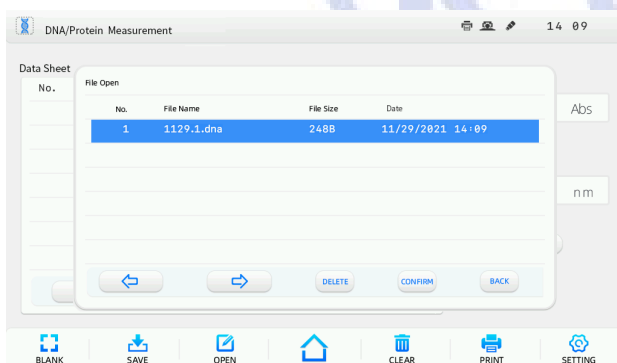 DNA/Protein Measurement
14 09
Data Sheet
No.
File Open
No. File Name File Size Date
1 1129.1.dna 248B 11/29/2021 14:09
Abs
nm
DELETE CONFIRM BACK
BLANK SAVE OPEN CLEAR PRINT SETTING